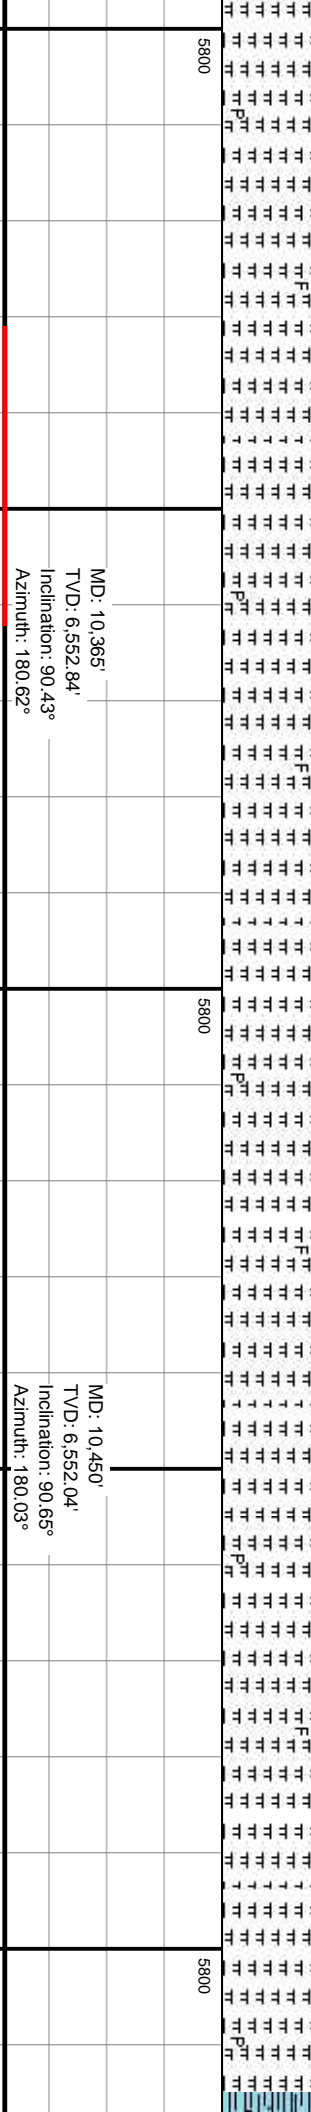 5800
MD: 10,365'
TVD: 6,552.84'
Inclination: 90.43°
Azimuth: 180.62°
5800
MD: 10,450'
TVD: 6,552.04'
Inclination: 90.65°
Azimuth: 180.03°
5800